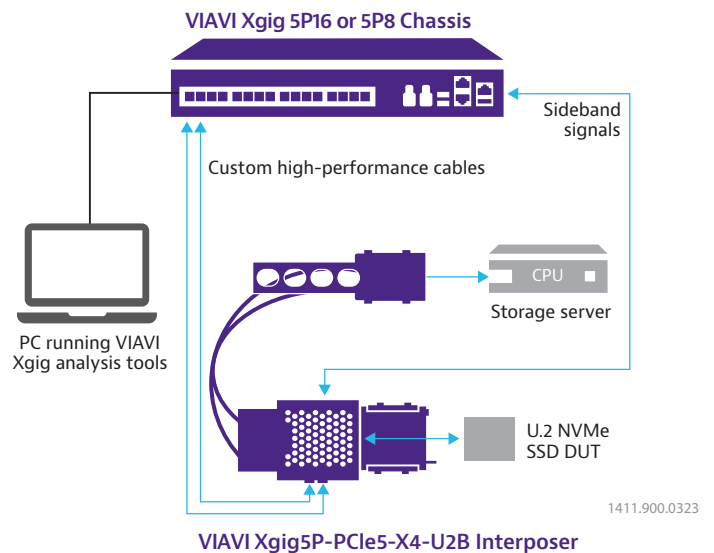 VIAVI Xgig 5P16 or 5P8 Chassis
Sideband
signals
Custom high-performance cables
CPU
Storage server
PC running VIAVI
Xgig analysis tools
U.2 NVMe
SSD DUT
1411.900.0323
VIAVI Xgig5P-PCle5-X4-U2B Interposer